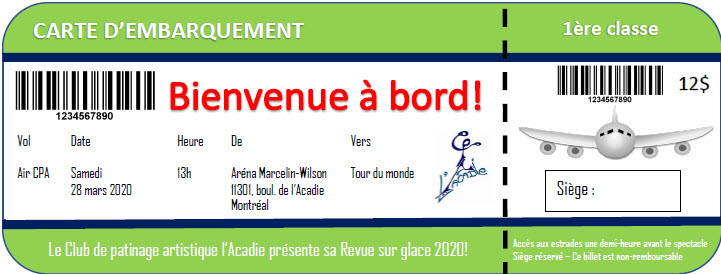 CARTE D'EMBARQUEMENT
1ère classe
1234567890
Bienvenue à bord!
1234567890
12$
Vol Date Heure De Vers
Air CPA Samedi 13h Aréna Marcelin-Wilson Tour du monde
28 mars 2020 11301, boul. de l'Acadie
Montréal
l'Acadie
Siège :
Le Club de patinage artistique l'Acadie présente sa Revue sur glace 2020!
Accès aux estrades une demi-heure avant le spectacle
Siège réservé – Ce billet est non-remboursable